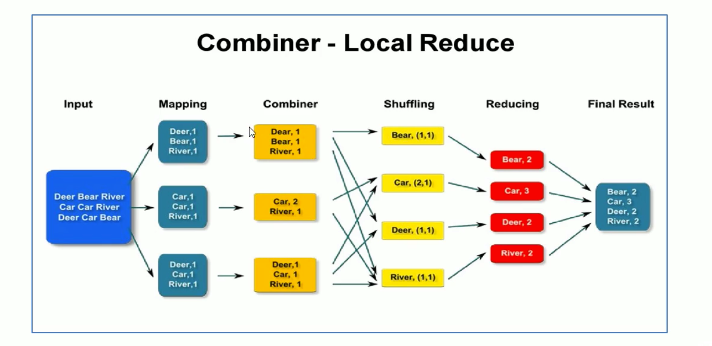 Combiner - Local Reduce
Input
Mapping
Combiner
Shuffling
Reducing
Final Result
Deer Bear River
Car Car River
Deer Car Bear
Deer,1
Bear,1
River,1
Car,1
Car,1
River,1
Deer,1
Car,1
River,1
Dear, 1
Bear, 1
River, 1
Car, 2
River, 1
Deer,1
Car, 1
River, 1
Bear, (1,1)
Car, (2,1)
Deer, (1,1)
River, (1,1)
Bear, 2
Car, 3
Deer, 2
River, 2
Bear, 2
Car, 3
Deer, 2
River, 2